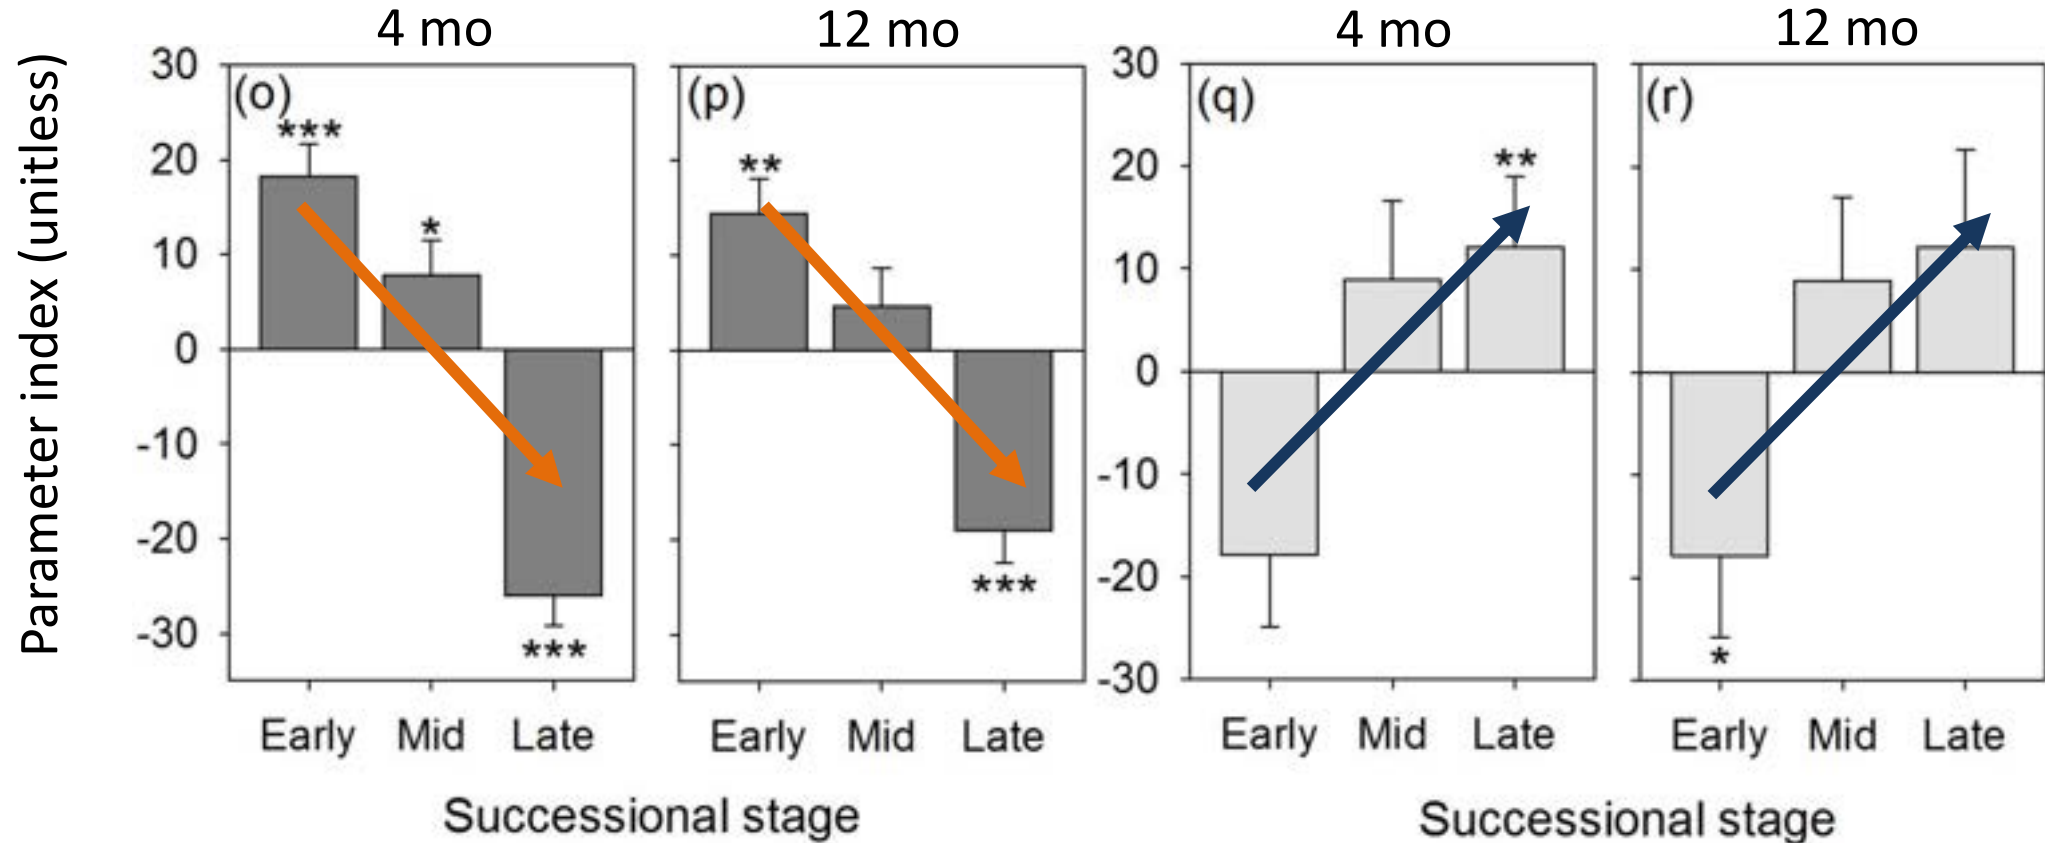 4 mo 12 mo 4 mo 12 mo
Parameter index (unitless)
30 30
(o) (p) (q) (r)
*** ** **
20 20
*
10 10
0 0
-10 -10
-20 -20
*** *
-30
***
-30
Early Mid Late Early Mid Late Early Mid Late Early Mid Late
Successional stage Successional stage